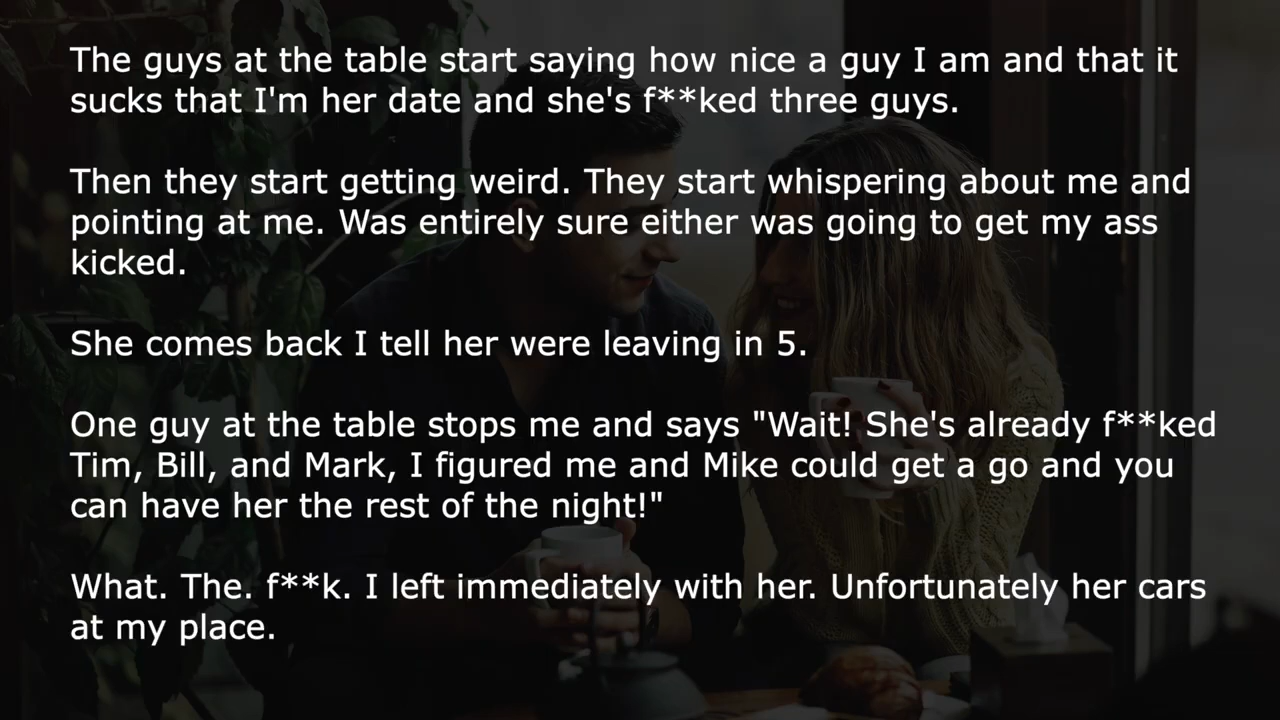 The guys at the table start saying how nice a guy I am and that it
sucks that I'm her date and she's f**ked three guys.
Then they start getting weird. They start whispering about me and
pointing at me. Was entirely sure either was going to get my ass
kicked.
She comes back I tell her were leaving in 5.
One guy at the table stops me and says "Wait! She's already f**ked
Tim, Bill, and Mark, I figured me and Mike could get a go and you
can have her the rest of the night!"
What. The. f**k. I left immediately with her. Unfortunately her cars
at my place.